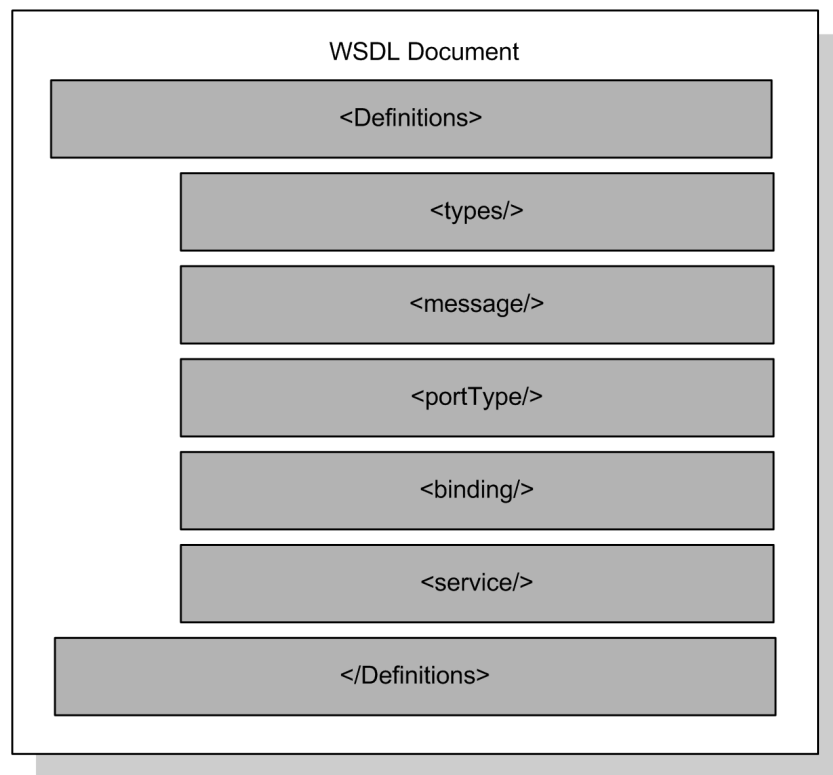 WSDL Document
<Definitions>
<types/>
<message/>
<portType/>
<binding/>
<service/>
</Definitions>